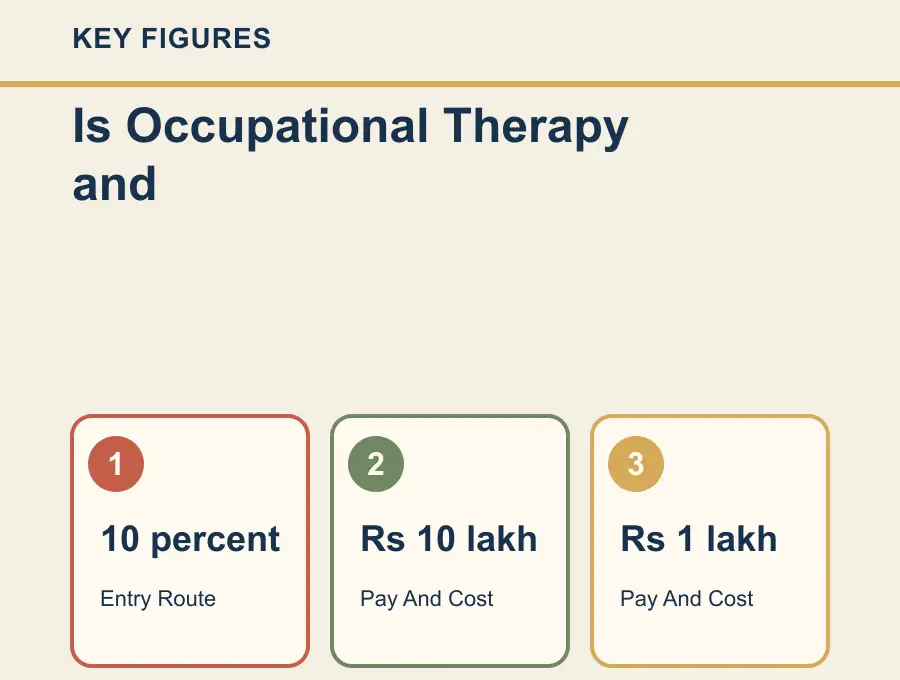 KEY FIGURES
Is Occupational Therapy
and
1
10 percent
Entry Route
2
Rs 10 lakh
Pay And Cost
3
Rs 1 lakh
Pay And Cost